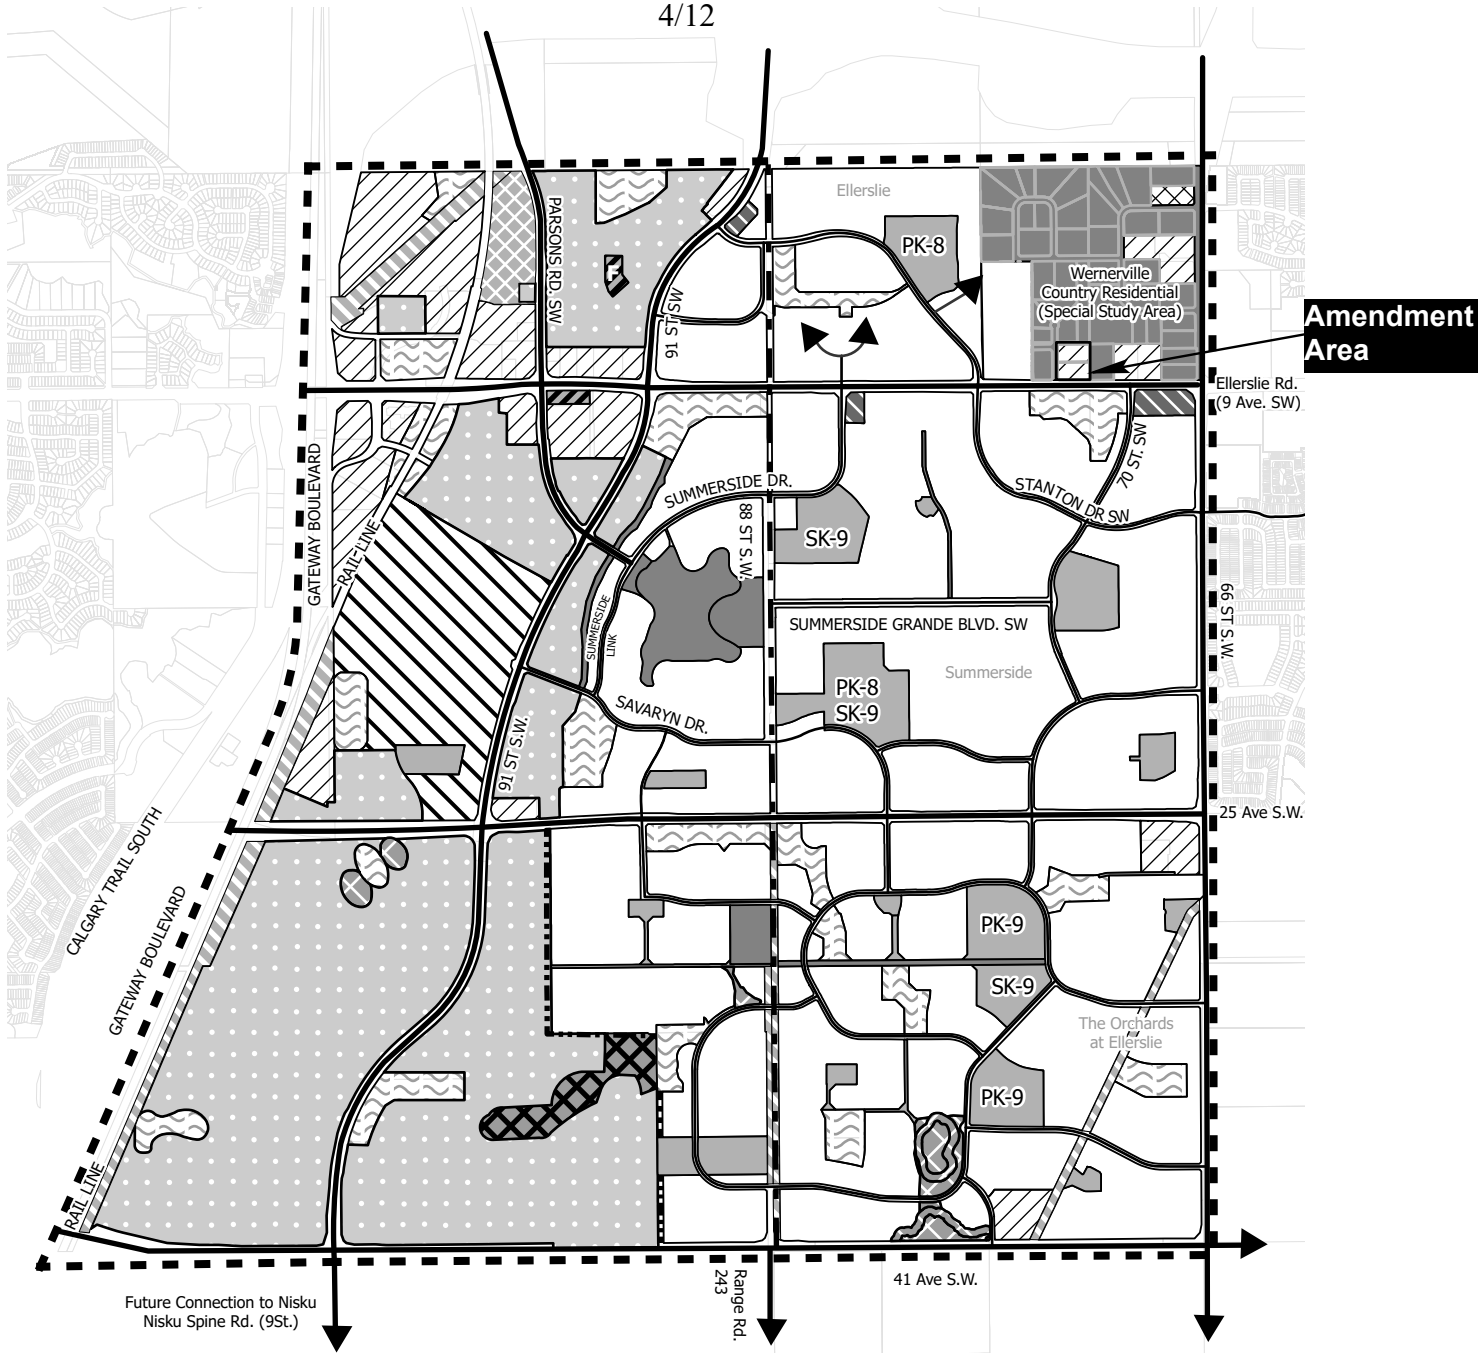 4/12
Ellerslie
PK-8
PARSONS RD. SW
91 ST SW
Wernerville
Country Residential
(Special Study Area)
Amendment
Area
Ellerslie Rd.
(9 Ave. SW)
GATEWAY BOULEVARD
RAIL LINE
SUMMERSIDE DR.
88 ST S.W.
SK-9
STANTON DR SW
70 ST. SW
SUMMERSIDE
LINK
SUMMERSIDE GRANDE BLVD. SW
66 ST S.W.
Summerside
PK-8
SK-9
SAVARYN DR.
91 ST S.W.
25 Ave S.W.
CALGARY TRAIL SOUTH
GATEWAY BOULEVARD
PK-9
SK-9
The Orchards
at Ellerslie
PK-9
RAIL LINE
41 Ave S.W.
Range Rd.
243
Future Connection to Nisku
Nisku Spine Rd. (9St.)